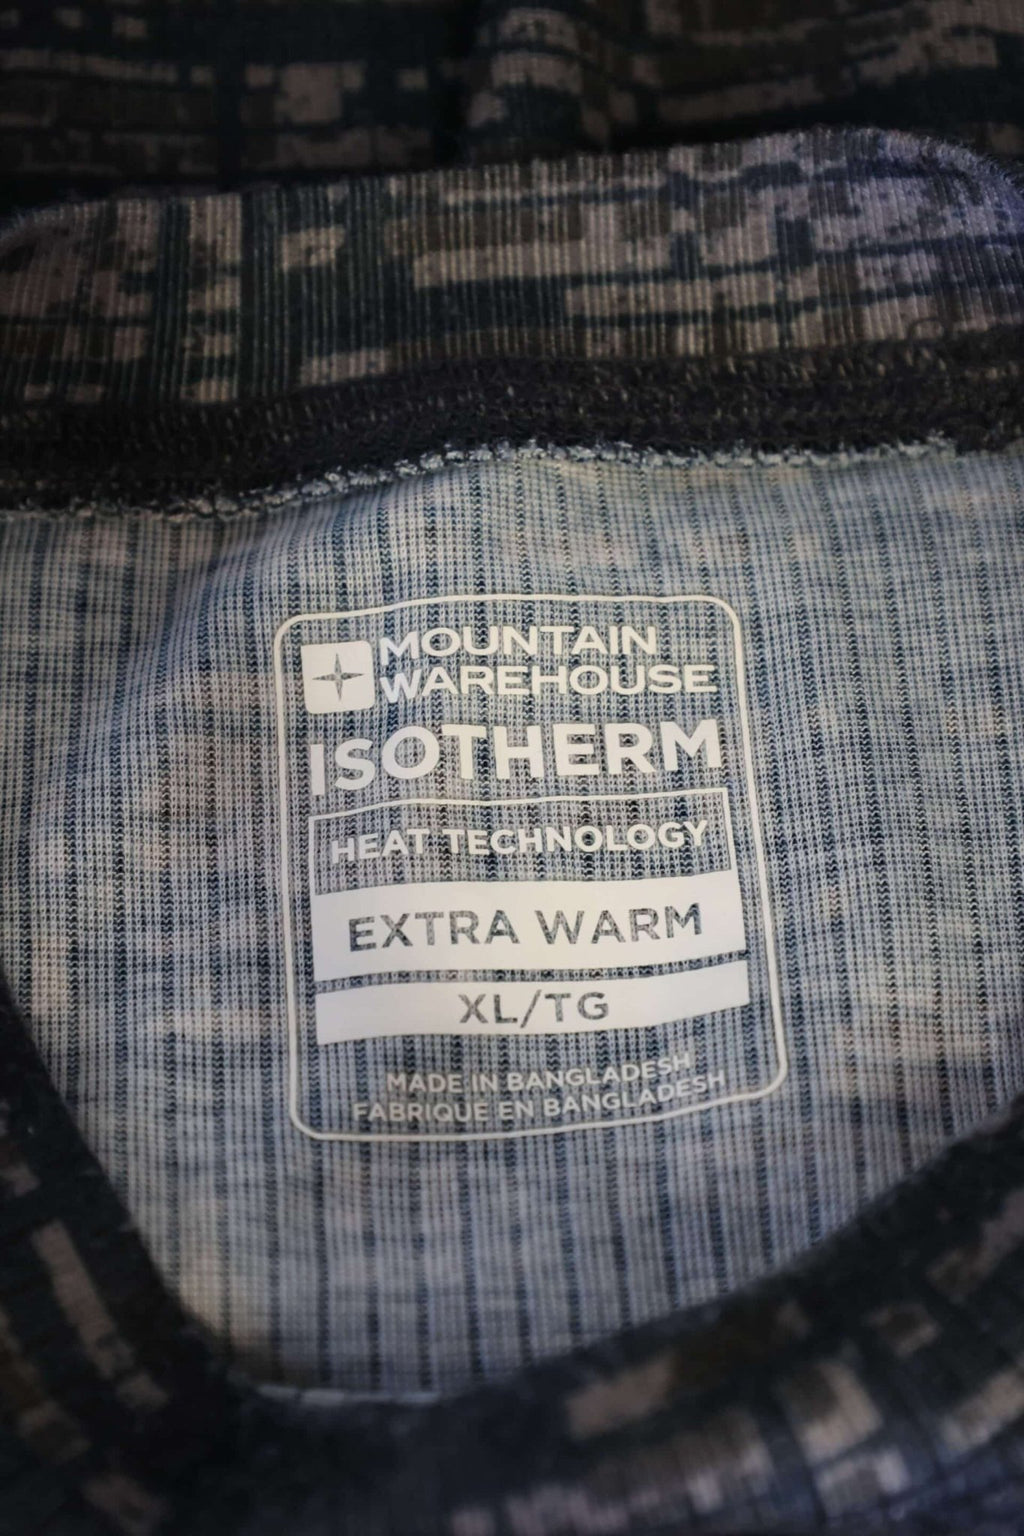 MOUNTAIN
WAREHOUSE
ISOTHERM
HEAT TECHNOLOGY
EXTRA WARM
XL/TG
MADE IN BANGLADESH
FABRIQUE EN BANGLADESH